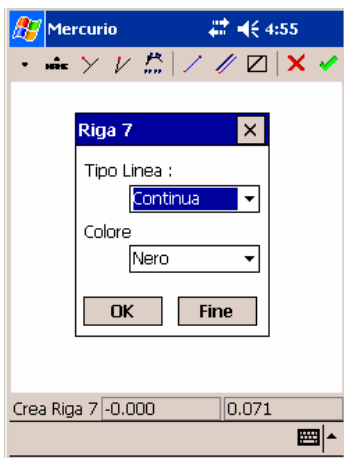 Mercurio 4:55
Riga 7
Tipo Linea :
Continua
Colore
Nero
OK Fine
Crea Riga 7 -0.000 0.071